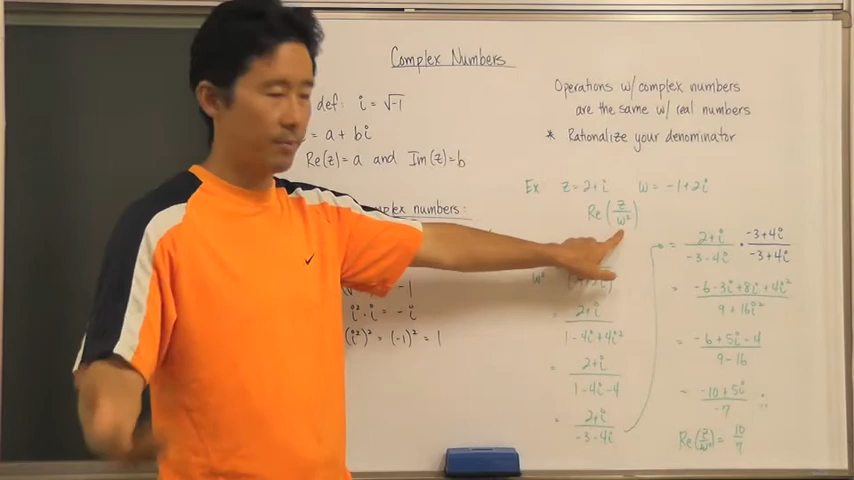 Complex Numbers
def: i = √-1
= a + bi
Re(z) = a and Im(z) = b
numbers:
-1
i² · i = -i
(i²)² = (-1)² = 1
Operations w/ complex numbers
are the same w/ real numbers
* Rationalize your denominator
Ex: z = 2+i w = -1+2i
Re(z/w²)
w²
= 2+i / 1-4i+4i²
= 2+i / 1-4i-4
= 2+i / -3-4i
= 2+i / -3-4i · -3+4i / -3+4i
= -6-3i+8i+4i² / 9+16i²
= -6+5i-4 / 9-16
= -10+5i / -7
Re(z/w²) = 10/7